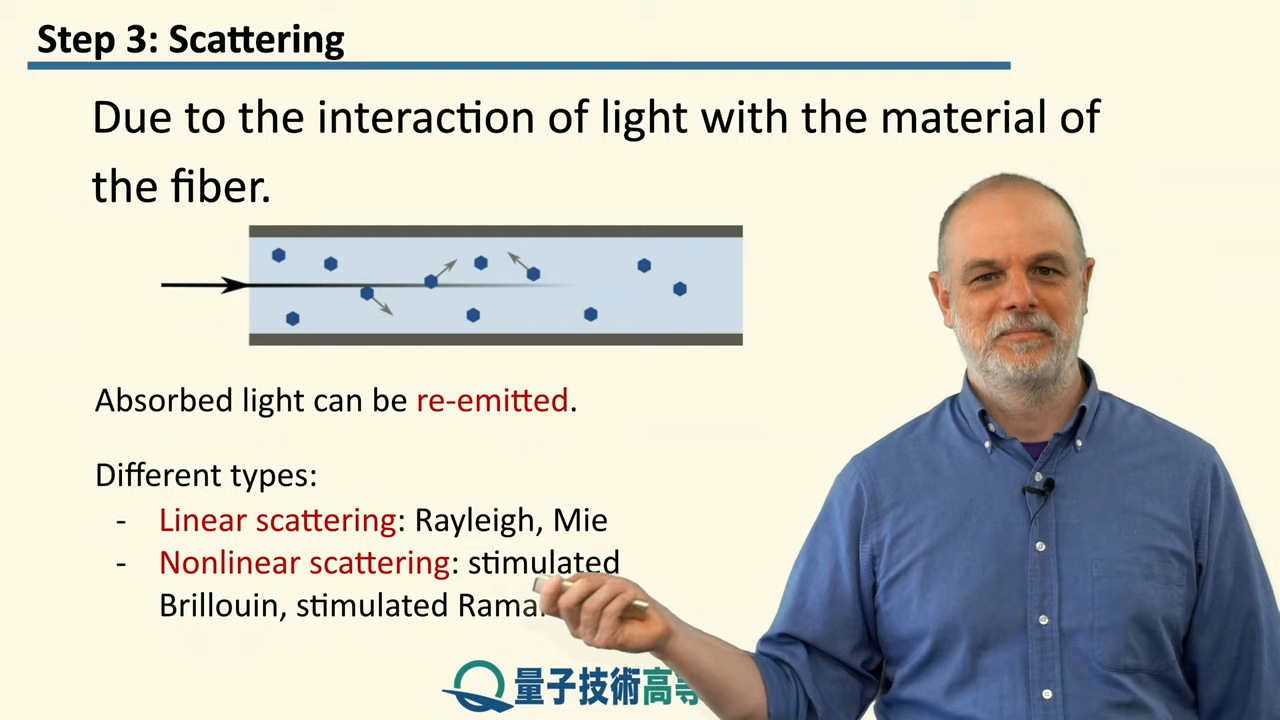 Step 3: Scattering
Due to the interaction of light with the material of
the fiber.
Absorbed light can be re-emitted.
Different types:
- Linear scattering: Rayleigh, Mie
- Nonlinear scattering: stimulated
Brillouin, stimulated
量子技術高等